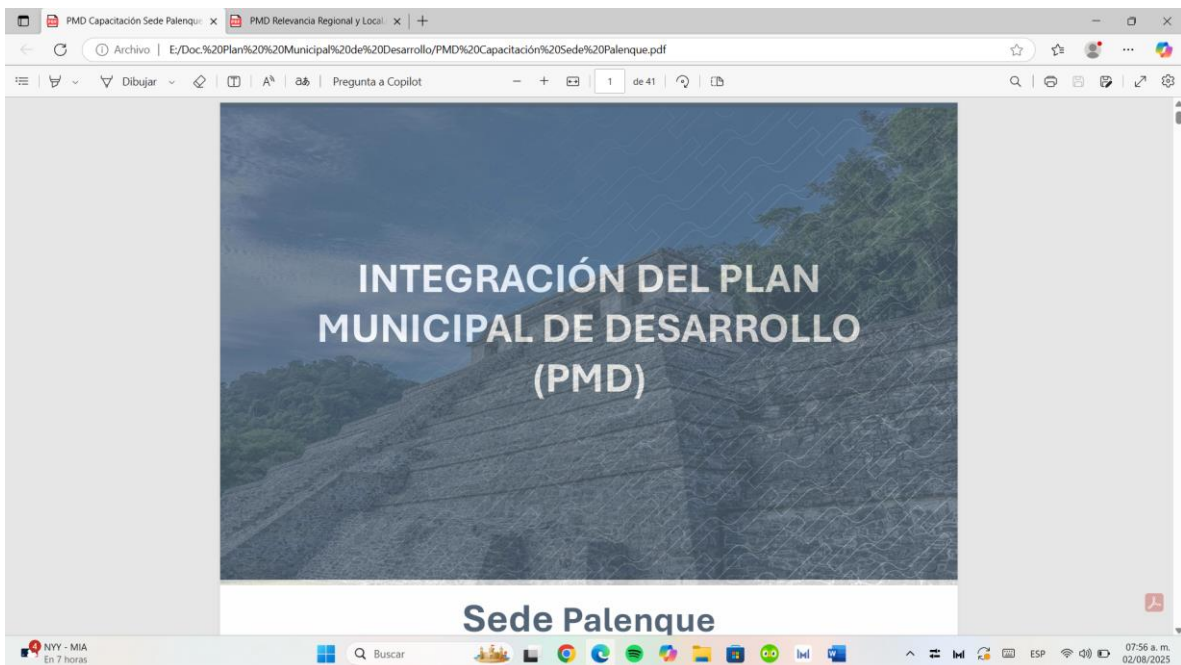 PMD Capacitación Sede Palenque
PMD Relevancia Regional y Local
Archivo
E:/Doc.%20Plan%20%20Municipal%20de%20Desarrollo/PMD%20Capacitación%20Sede%20Palenque.pdf
Dibujar
Pregunta a Copilot
1
de 41
INTEGRACIÓN DEL PLAN
MUNICIPAL DE DESARROLLO
(PMD)
Sede Palenque
4
NYY - MIA
En 7 horas
Buscar
ESP
07:56 a. m.
02/08/2025